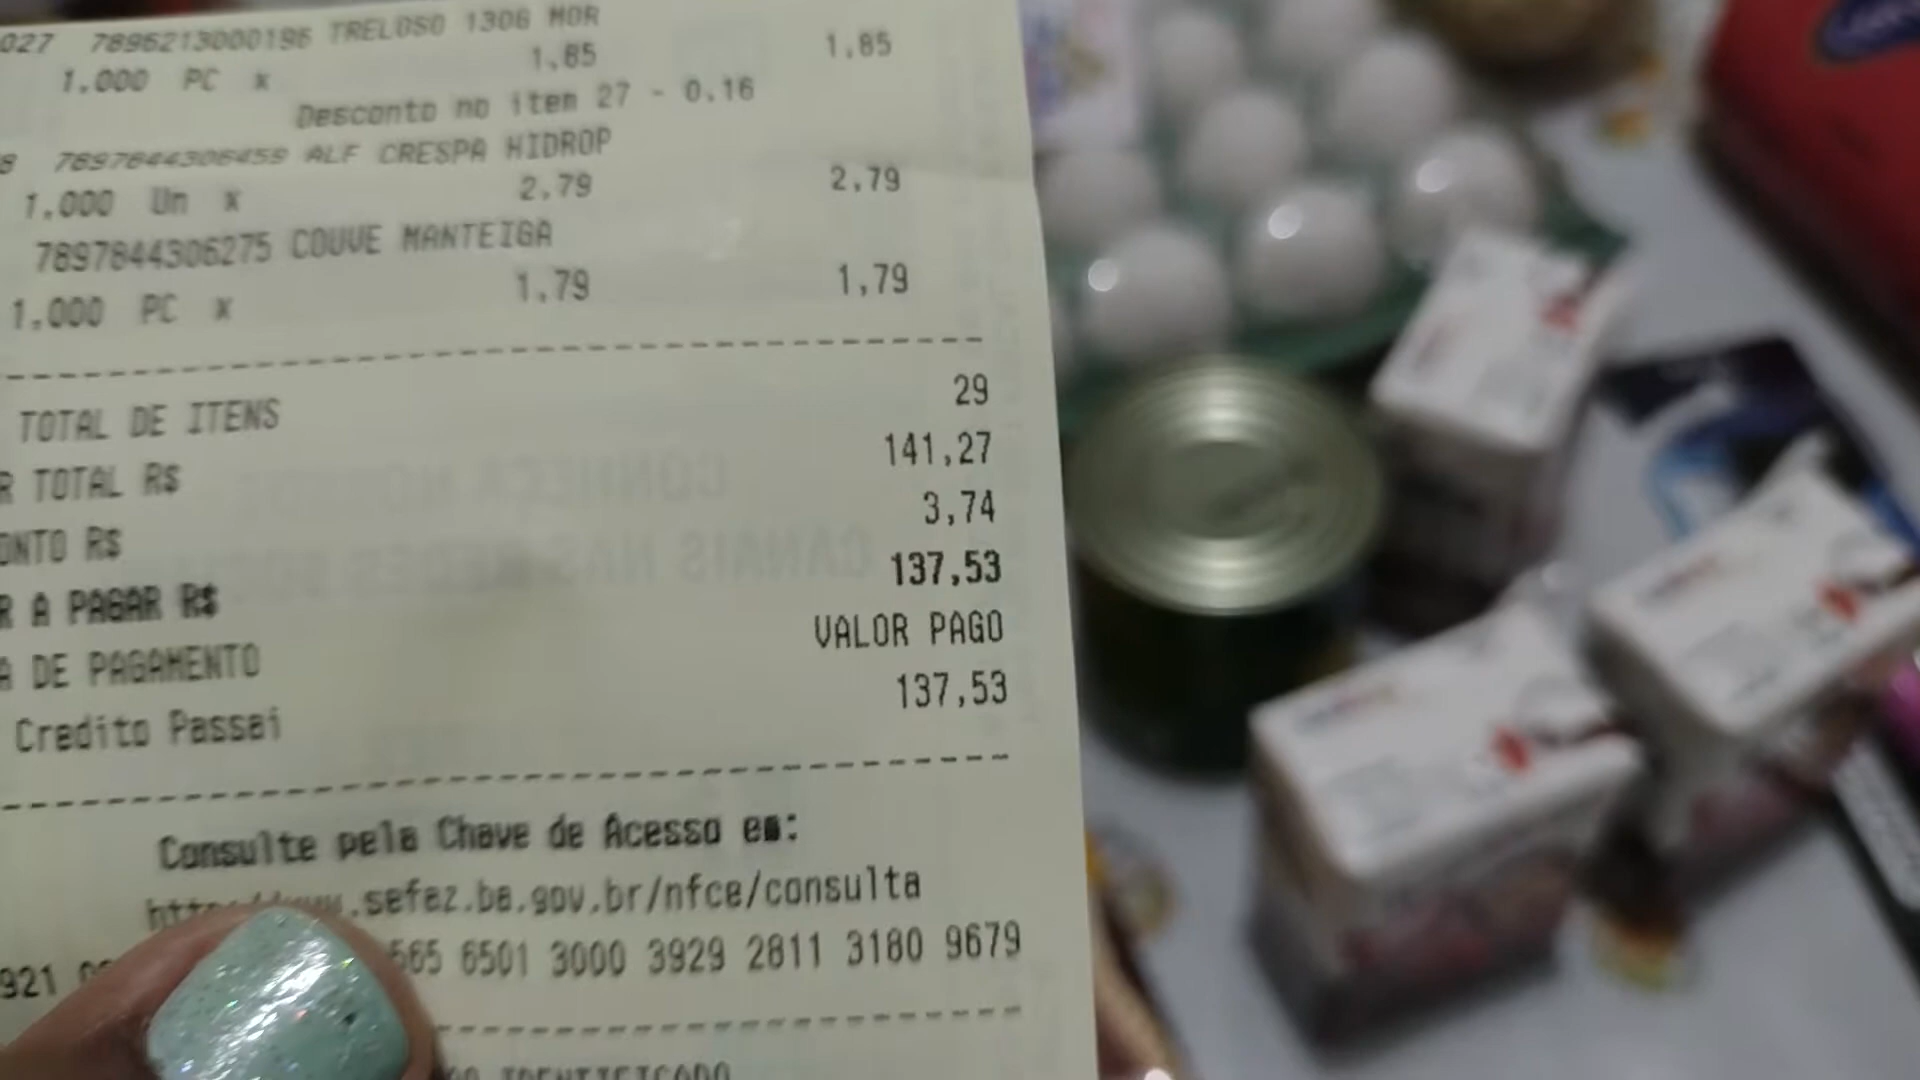 027 7896213000196 TRELOSO 130G MOR
1.000 PC x 1,85 1,85
Desconto no item 27 - 0.16
8 7897844306459 ALF CRESPA HIDROP
1.000 Un x 2,79 2,79
7897844306275 COUVE MANTEIGA
1.000 PC x 1,79 1,79
TOTAL DE ITENS 29
R TOTAL R$ 141,27
ONTO R$ 3,74
R A PAGAR R$ 137,53
A DE PAGAMENTO VALOR PAGO
Credito Passai 137,53
Consulte pela Chave de Acesso em:
.sefaz.ba.gov.br/nfce/consulta
921 565 6501 3000 3929 2811 3180 9679
IDENTIFICADO